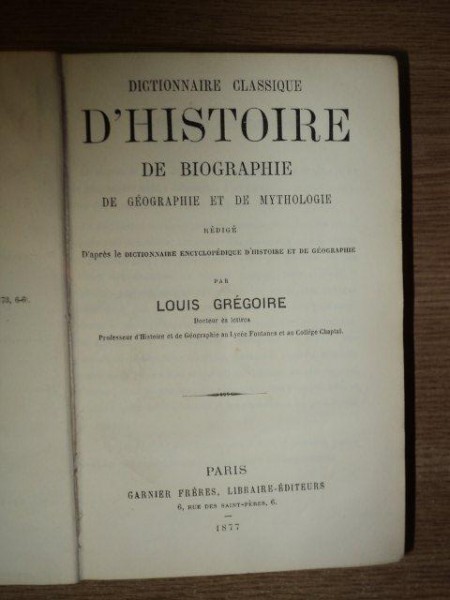 DICTIONNAIRE CLASSIQUE
D'HISTOIRE
DE BIOGRAPHIE
DE GÉOGRAPHIE ET DE MYTHOLOGIE
RÉDIGÉ
D'après le DICTIONNAIRE ENCYCLOPÉDIQUE D'HISTOIRE ET DE GÉOGRAPHIE
PAR
LOUIS GRÉGOIRE
Docteur ès lettres
Professeur d'Histoire et de Géographie au Lycée Fontanes et au Collège Chaptal.
PARIS
GARNIER FRÈRES, LIBRAIRE-ÉDITEURS
6, RUE DES SAINT-PÈRES, 6.
1877